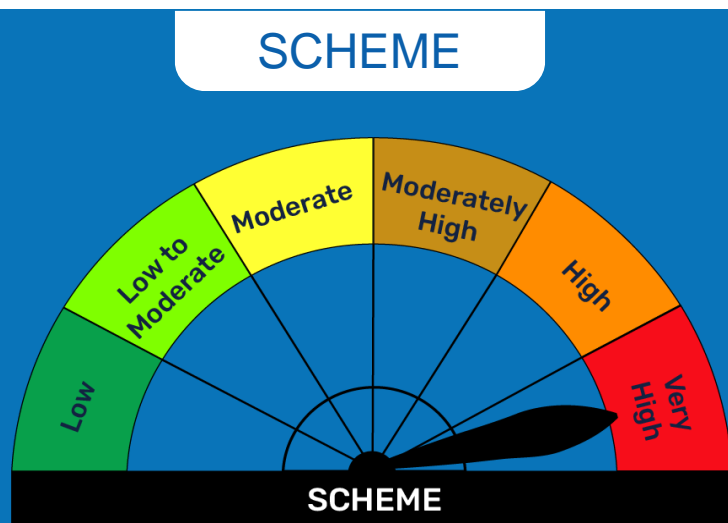 SCHEME
Low
Low to
Moderate
Moderate
Moderately
High
High
Very
High
SCHEME